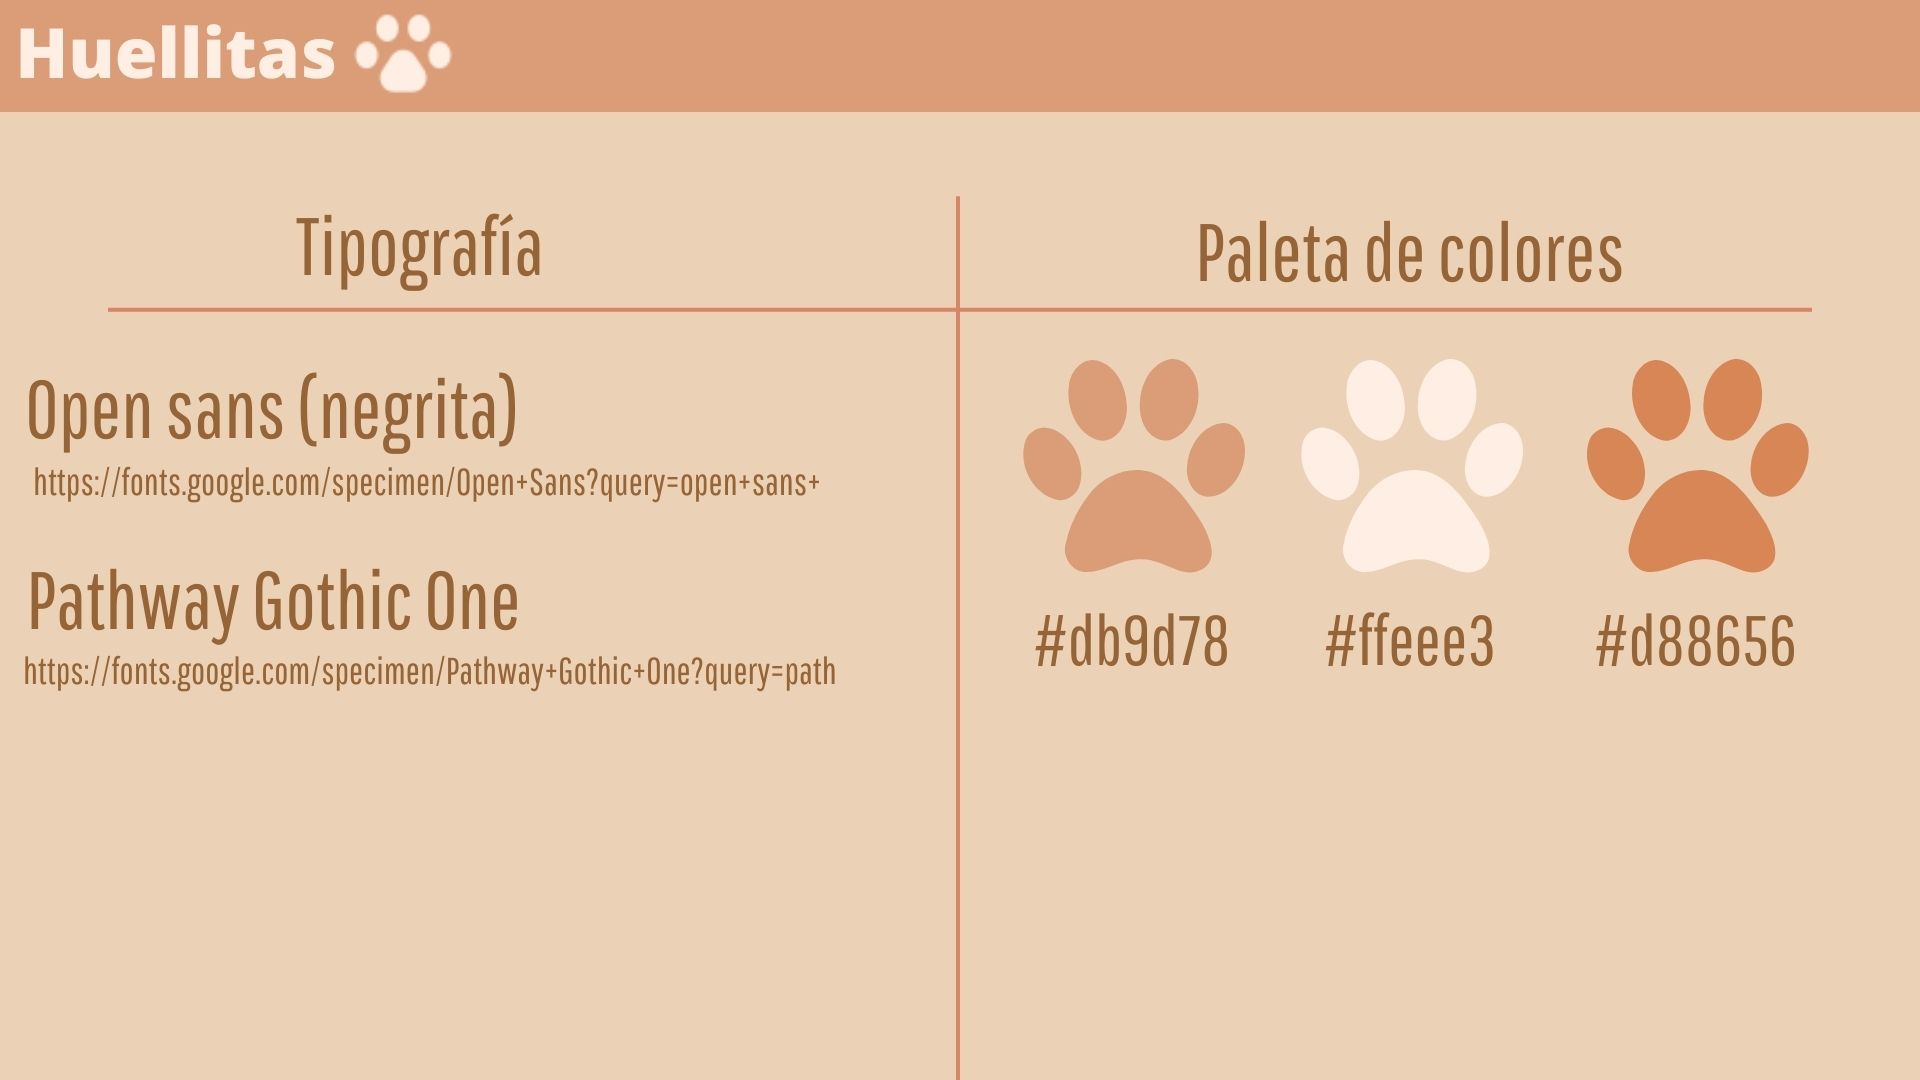 Huellitas
Tipografía
Open sans (negrita)
https://fonts.google.com/specimen/Open+Sans?query=open+sans+
Pathway Gothic One
https://fonts.google.com/specimen/Pathway+Gothic+One?query=path
Paleta de colores
#db9d78 #ffeee3 #d88656